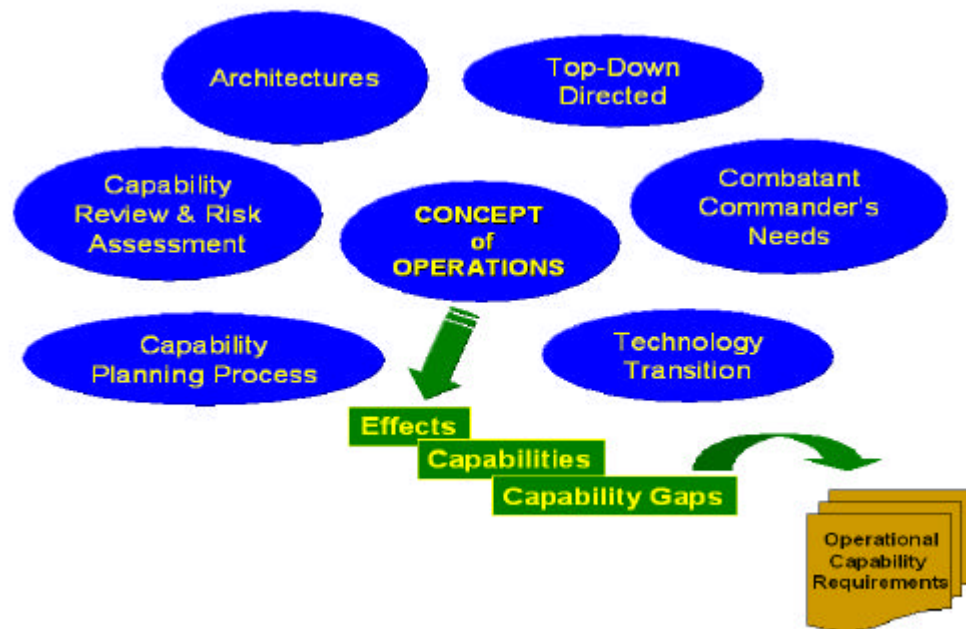 Architectures
Top-Down
Directed
Capability
Review & Risk
Assessment
CONCEPT
of
OPERATIONS
Combatant
Commander's
Needs
Capability
Planning Process
Technology
Transition
Effects
Capabilities
Capability Gaps
Operational
Capability
Requirements